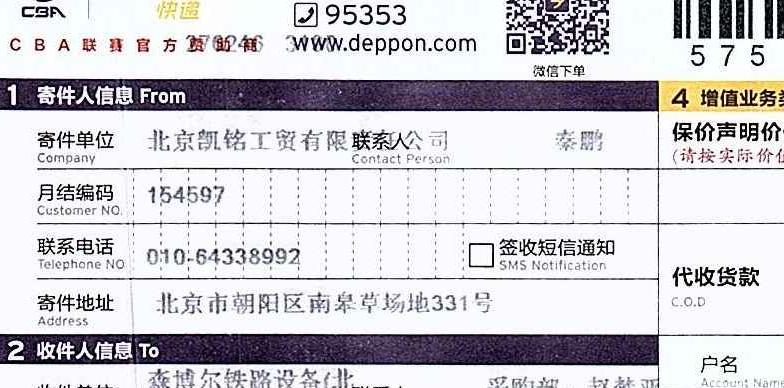 CBA 快递 95353
CBA联赛官方赞助商 www.deppon.com
微信下单
575
1 寄件人信息 From
4 增值业务
寄件单位 北京凯铭工贸有限公司 联系人 秦鹏
Company Contact Person
保价声明价
(请按实际价值
月结编码 154597
Customer NO.
联系电话 010-64338992 签收短信通知
Telephone NO SMS Notification
代收货款
C.O.D
寄件地址 北京市朝阳区南皋草场地331号
Address
2 收件人信息 To
户名
Account Name
森博尔铁路设备(北
采购部